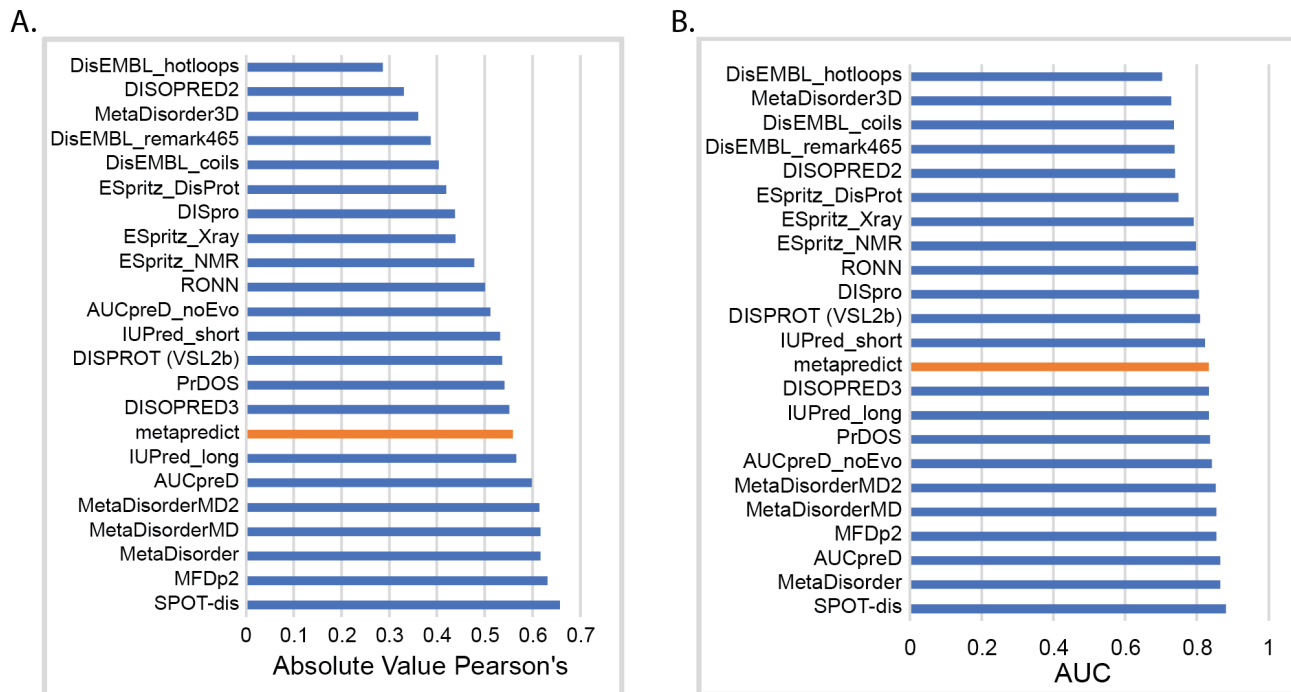 A.
DisEMBL_hotloops
DISOPRED2
MetaDisorder3D
DisEMBL_remark465
DisEMBL_coils
ESpritz_DisProt
DISpro
ESpritz_Xray
ESpritz_NMR
RONN
AUCpreD_noEvo
IUPred_short
DISPROT (VSL2b)
PrDOS
DISOPRED3
metapredict
IUPred_long
AUCpreD
MetaDisorderMD2
MetaDisorderMD
MetaDisorder
MFDp2
SPOT-dis
0 0.1 0.2 0.3 0.4 0.5 0.6 0.7
Absolute Value Pearson's
B.
DisEMBL_hotloops
MetaDisorder3D
DisEMBL_coils
DisEMBL_remark465
DISOPRED2
ESpritz_DisProt
ESpritz_Xray
ESpritz_NMR
RONN
DISpro
DISPROT (VSL2b)
IUPred_short
metapredict
DISOPRED3
IUPred_long
PrDOS
AUCpreD_noEvo
MetaDisorderMD2
MetaDisorderMD
MFDp2
AUCpreD
MetaDisorder
SPOT-dis
0 0.2 0.4 0.6 0.8 1
AUC